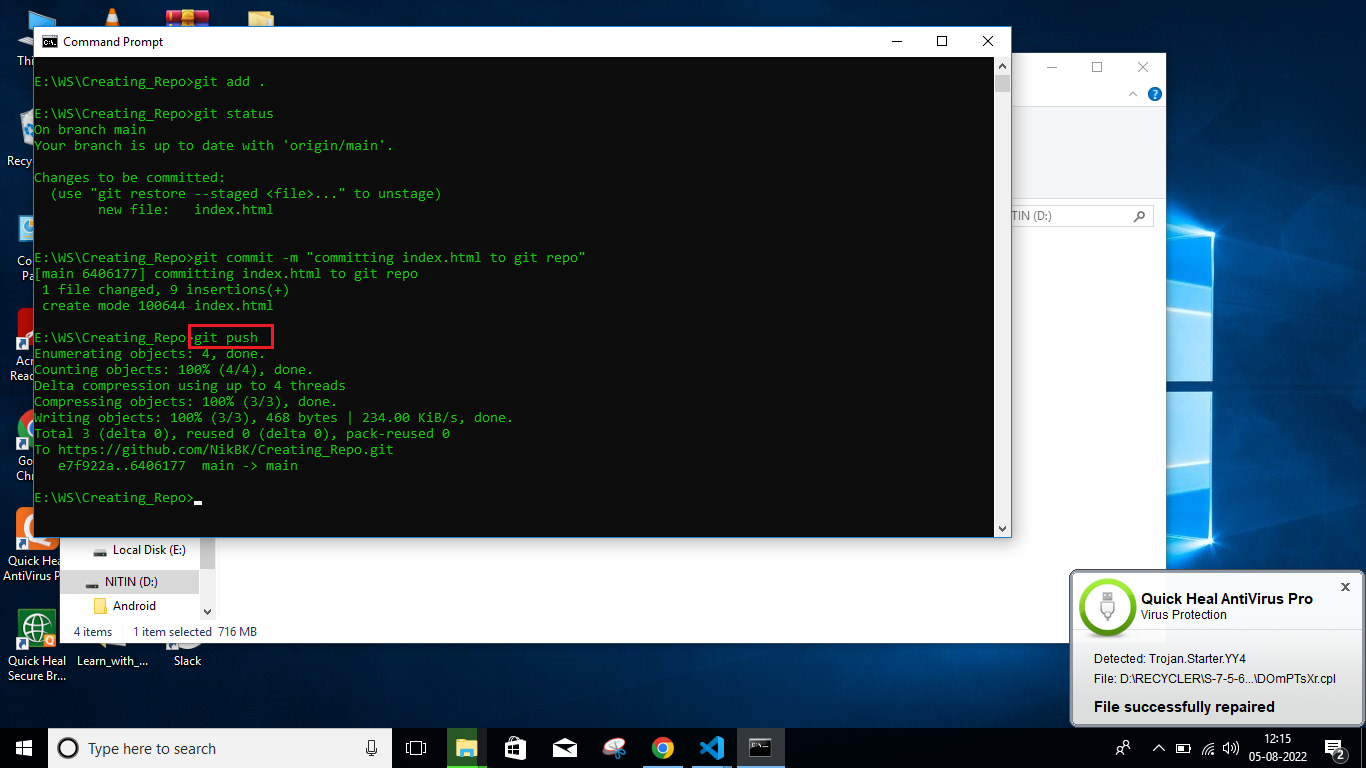 Command Prompt
E:\WS\Creating_Repo>git add .
E:\WS\Creating_Repo>git status
On branch main
Your branch is up to date with 'origin/main'.
Changes to be committed:
(use "git restore --staged <file>..." to unstage)
new file:   index.html
E:\WS\Creating_Repo>git commit -m "committing index.html to git repo"
[main 6406177] committing index.html to git repo
1 file changed, 9 insertions(+)
create mode 100644 index.html
E:\WS\Creating_Repo>git push
Enumerating objects: 4, done.
Counting objects: 100% (4/4), done.
Delta compression using up to 4 threads
Compressing objects: 100% (3/3), done.
Writing objects: 100% (3/3), 468 bytes | 234.00 KiB/s, done.
Total 3 (delta 0), reused 0 (delta 0), pack-reused 0
To https://github.com/NikBK/Creating_Repo.git
e7f922a..6406177  main -> main
E:\WS\Creating_Repo>
TIN (D:)
Thi
Recy
Co
Pa
Acr
Read
Go
Chr
Quick Hea
AntiVirus P
Quick Heal
Secure Br...
Learn_with_...
Slack
Local Disk (E:)
NITIN (D:)
Android
4 items
1 item selected  716 MB
Quick Heal AntiVirus Pro
Virus Protection
Detected: Trojan.Starter.YY4
File: D:\RECYCLER\S-7-5-6...\DOmPTsXr.cpl
File successfully repaired
Type here to search
12:15
05-08-2022
2